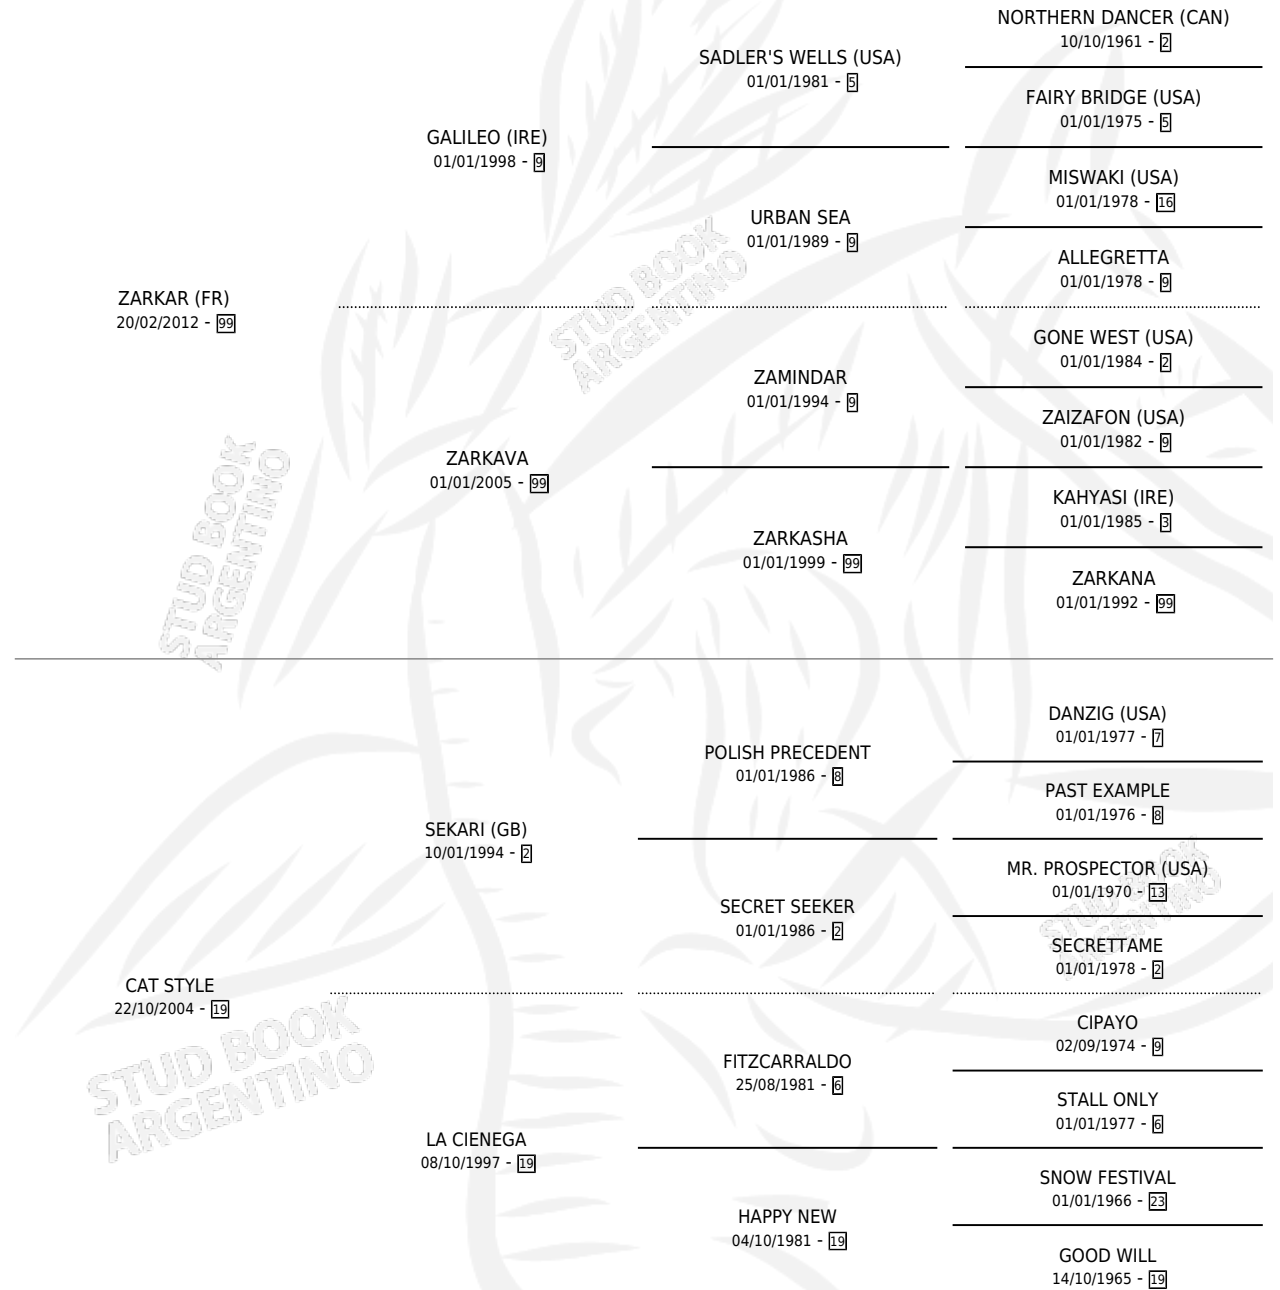 NORTHERN DANCER (CAN)
10/10/1961 - 2
SADLER'S WELLS (USA)
01/01/1981 - 5
FAIRY BRIDGE (USA)
01/01/1975 - 5
GALILEO (IRE)
01/01/1998 - 9
MISWAKI (USA)
01/01/1978 - 16
URBAN SEA
01/01/1989 - 9
ALLEGRETTA
01/01/1978 - 9
ZARKAR (FR)
20/02/2012 - 99
GONE WEST (USA)
01/01/1984 - 2
ZAMINDAR
01/01/1994 - 9
ZAIZAFON (USA)
01/01/1982 - 9
ZARKAVA
01/01/2005 - 99
KAHYASI (IRE)
01/01/1985 - 3
ZARKASHA
01/01/1999 - 99
ZARKANA
01/01/1992 - 99
DANZIG (USA)
01/01/1977 - 7
POLISH PRECEDENT
01/01/1986 - 8
PAST EXAMPLE
01/01/1976 - 8
SEKARI (GB)
10/01/1994 - 2
MR. PROSPECTOR (USA)
01/01/1970 - 13
SECRET SEEKER
01/01/1986 - 2
SECRETTAME
01/01/1978 - 2
CAT STYLE
22/10/2004 - 19
CIPAYO
02/09/1974 - 9
FITZCARRALDO
25/08/1981 - 6
STALL ONLY
01/01/1977 - 6
LA CIENEGA
08/10/1997 - 19
SNOW FESTIVAL
01/01/1966 - 23
HAPPY NEW
04/10/1981 - 19
GOOD WILL
14/10/1965 - 19
STUD BOOK
ARGENTINO
STUD BOOK
ARGENTINO
STUD BOOK
ARGENTINO
STUD BOOK
ARGENTINO